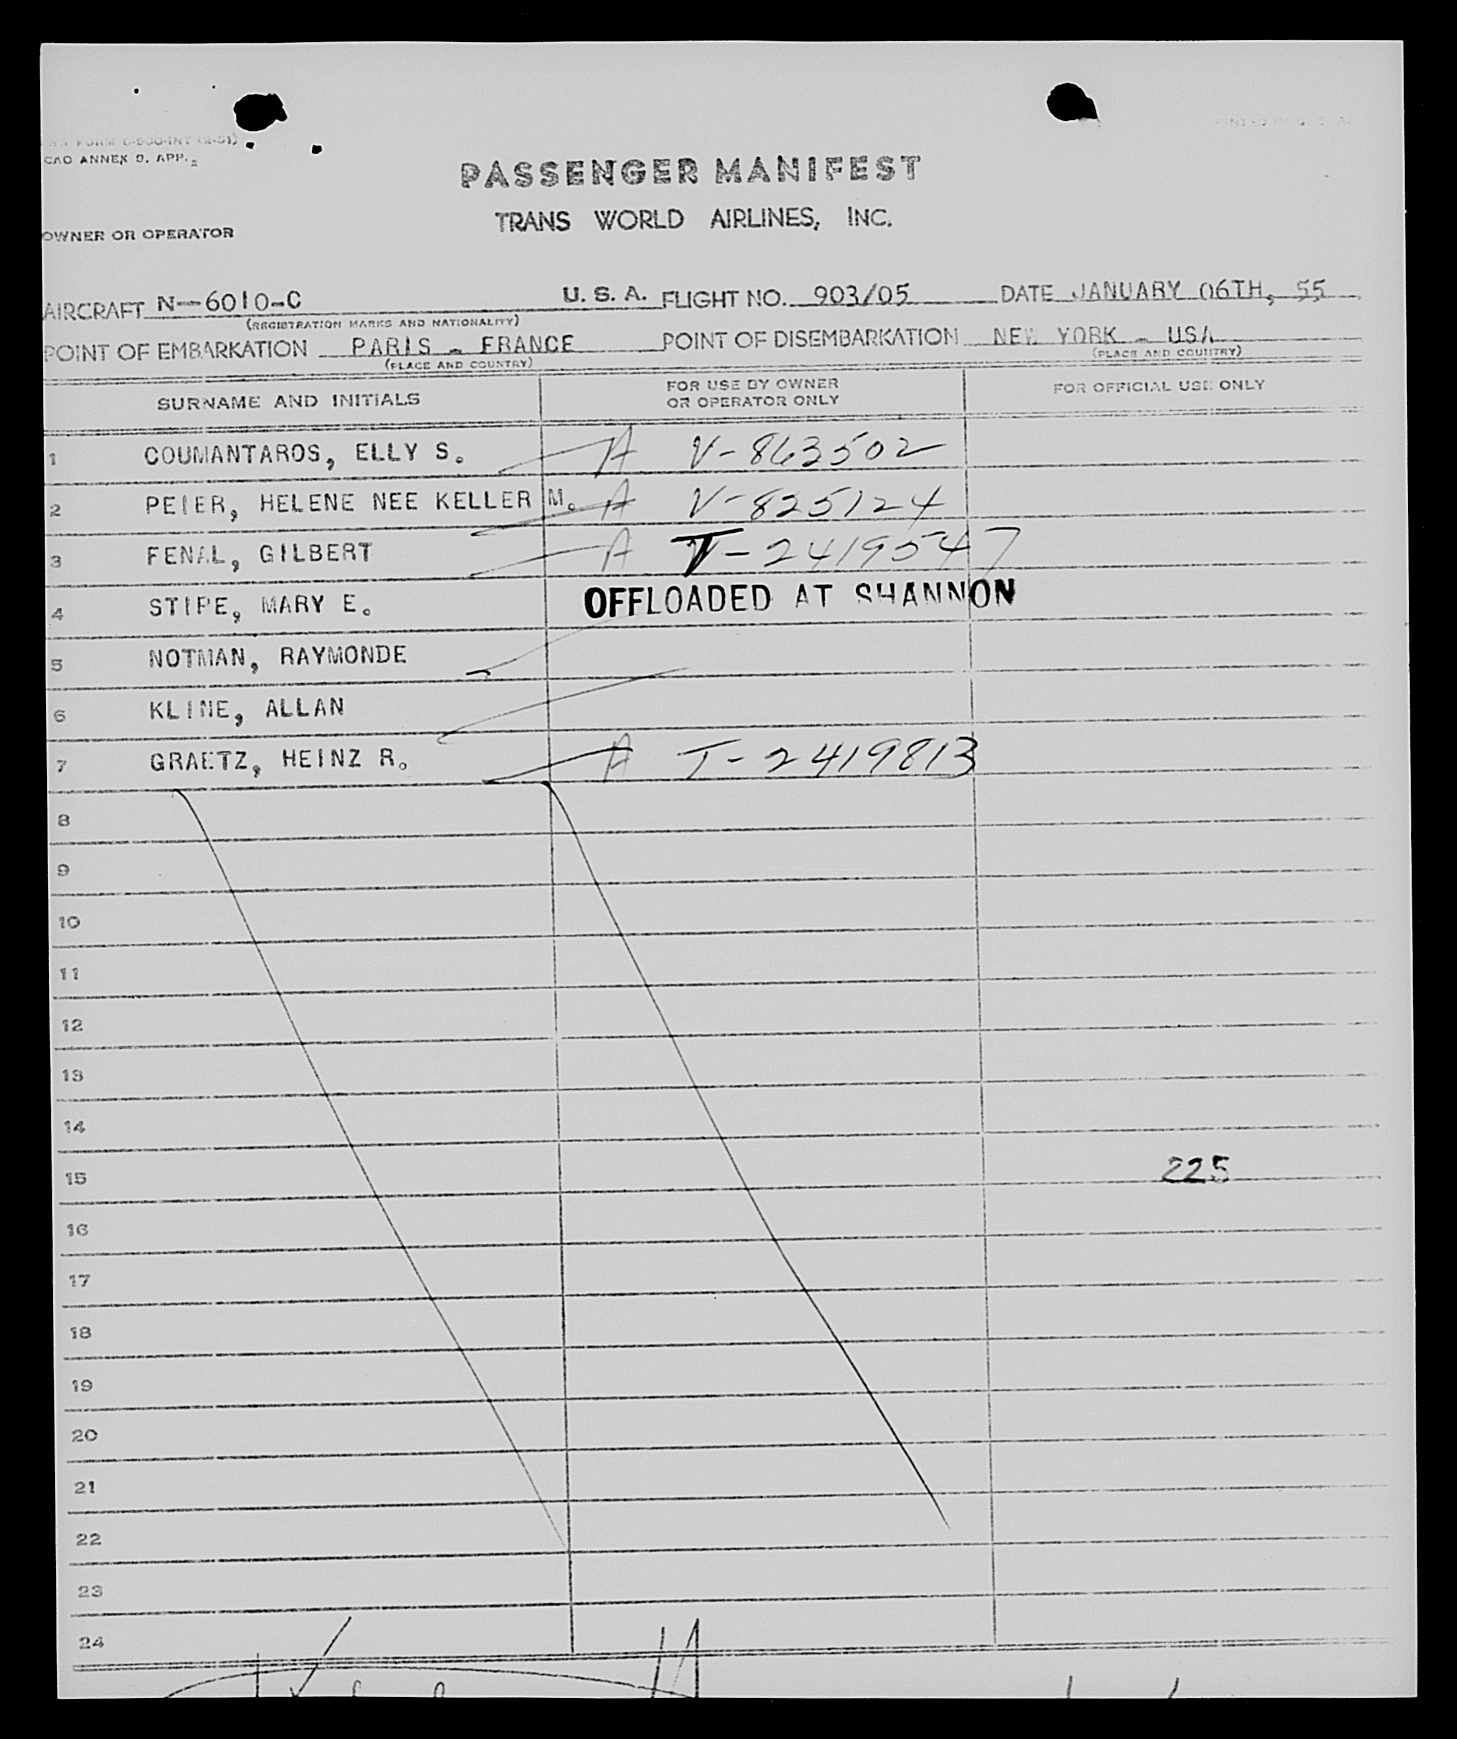 CAO ANNEX 9, APP. 2
PASSENGER MANIFEST
TRANS WORLD AIRLINES, INC.
OWNER OR OPERATOR
AIRCRAFT N-6010-C U. S. A. FLIGHT NO. 903/05 DATE JANUARY 06TH, 55
(REGISTRATION MARKS AND NATIONALITY)
POINT OF EMBARKATION PARIS - FRANCE POINT OF DISEMBARKATION NEW YORK - USA
(PLACE AND COUNTRY) (PLACE AND COUNTRY)
SURNAME AND INITIALS FOR USE BY OWNER OR OPERATOR ONLY FOR OFFICIAL USE ONLY
1 COUMANTAROS, ELLY S. A V-863502
2 PEIER, HELENE NEE KELLER M. A V-825124
3 FENAL, GILBERT A T-2419547
4 STIPE, MARY E. OFFLOADED AT SHANNON
5 NOTMAN, RAYMONDE
6 KLINE, ALLAN
7 GRAETZ, HEINZ R. A T-2419813
8
9
10
11
12
13
14
15 225
16
17
18
19
20
21
22
23
24